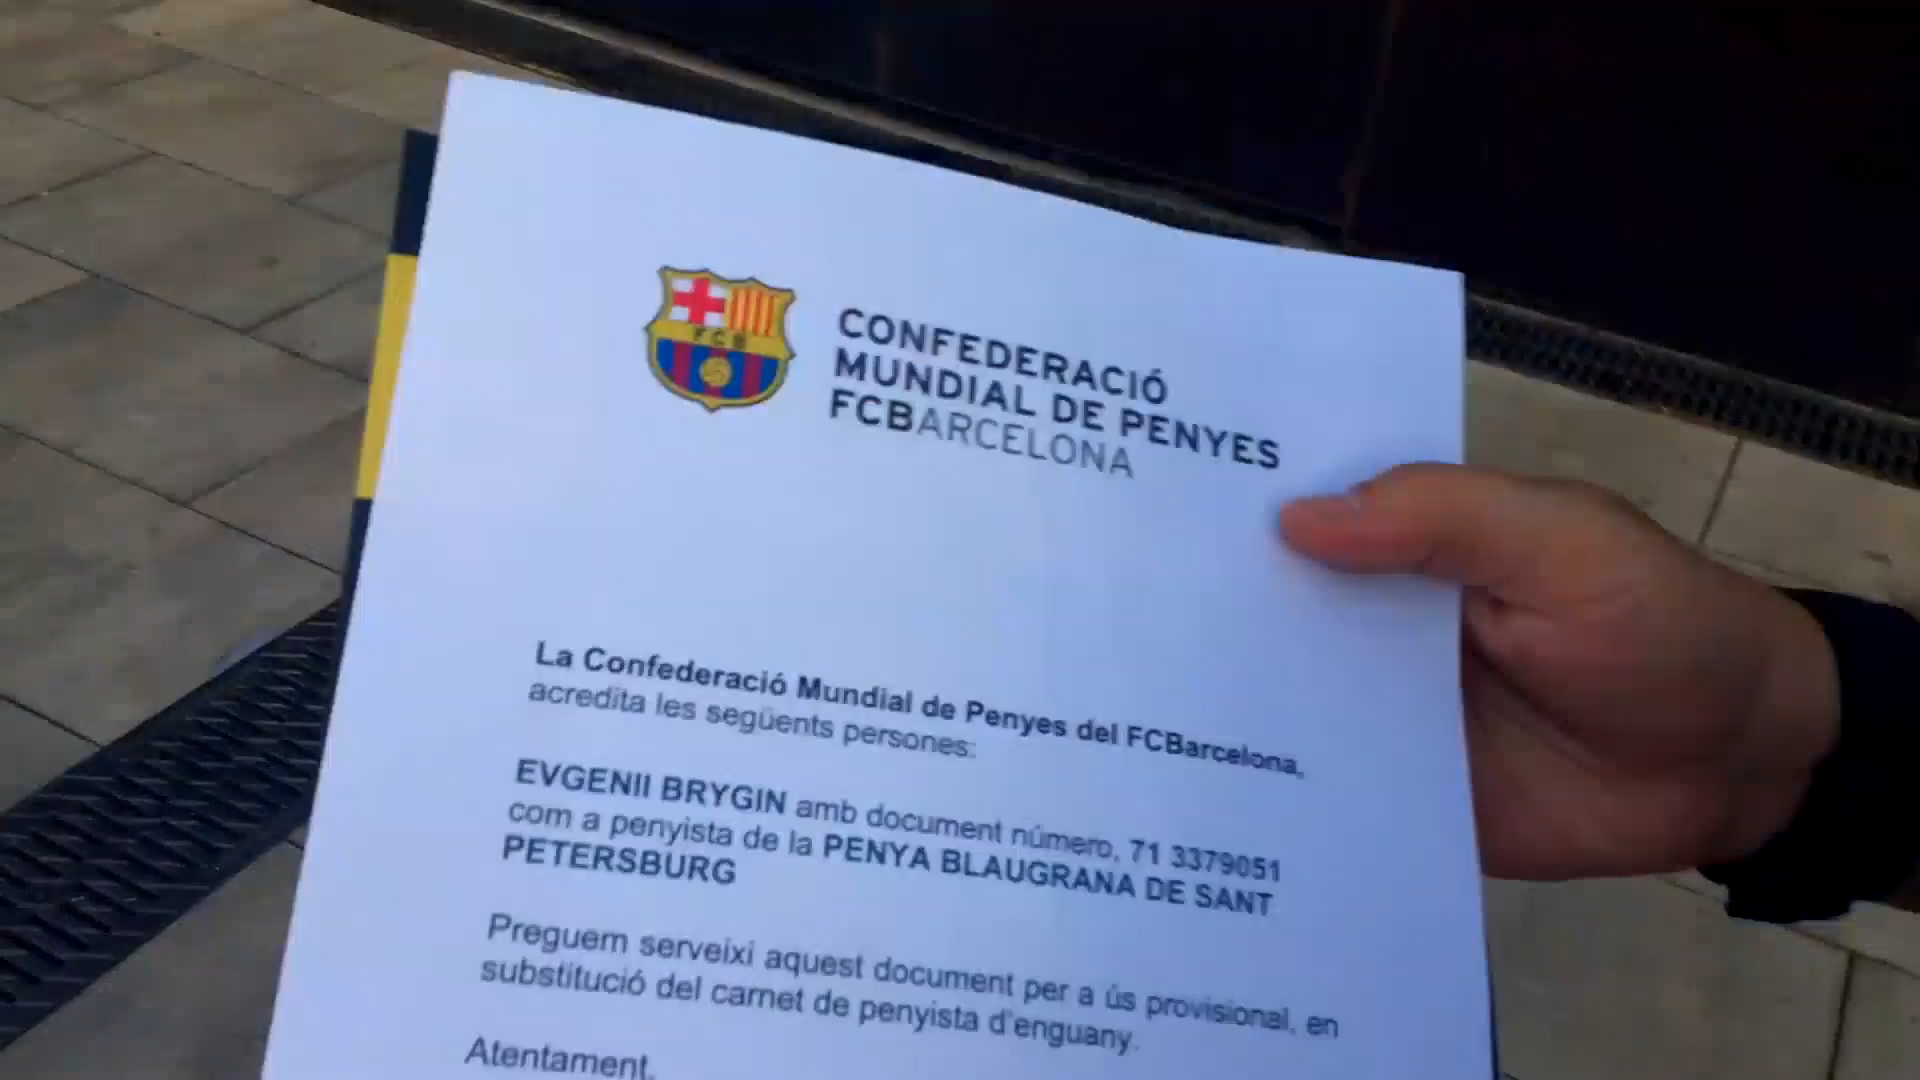 FCB
CONFEDERACIÓ
MUNDIAL DE PENYES
FCBARCELONA
La Confederació Mundial de Penyes del FCBarcelona,
acredita les següents persones:
EVGENII BRYGIN amb document número, 71 3379051
com a penyista de la PENYA BLAUGRANA DE SANT
PETERSBURG
Preguem serveixi aquest document per a ús provisional, en
substitució del carnet de penyista d'enguany.
Atentament,